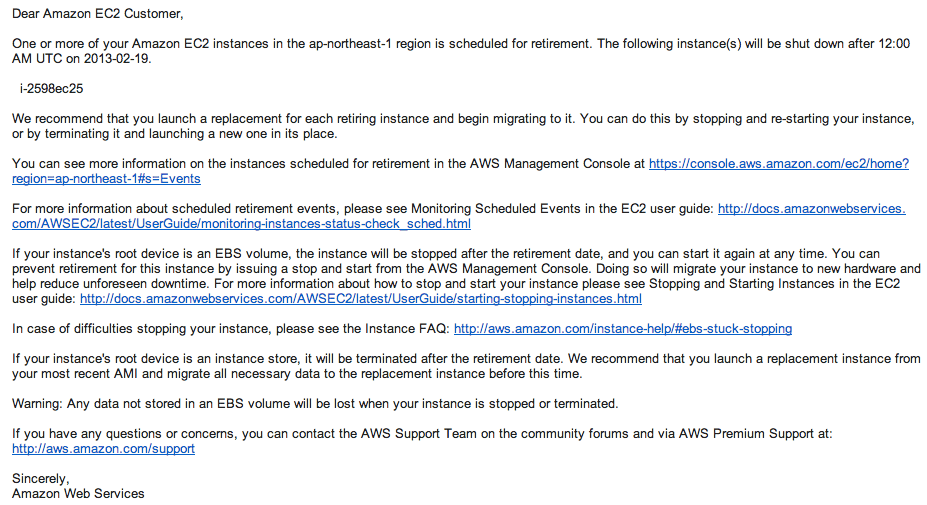 Dear Amazon EC2 Customer,
One or more of your Amazon EC2 instances in the ap-northeast-1 region is scheduled for retirement. The following instance(s) will be shut down after 12:00
AM UTC on 2013-02-19.
i-2598ec25
We recommend that you launch a replacement for each retiring instance and begin migrating to it. You can do this by stopping and re-starting your instance,
or by terminating it and launching a new one in its place.
You can see more information on the instances scheduled for retirement in the AWS Management Console at https://console.aws.amazon.com/ec2/home?
region=ap-northeast-1#s=Events
For more information about scheduled retirement events, please see Monitoring Scheduled Events in the EC2 user guide: http://docs.amazonwebservices.
com/AWSEC2/latest/UserGuide/monitoring-instances-status-check_sched.html
If your instance's root device is an EBS volume, the instance will be stopped after the retirement date, and you can start it again at any time. You can
prevent retirement for this instance by issuing a stop and start from the AWS Management Console. Doing so will migrate your instance to new hardware and
help reduce unforeseen downtime. For more information about how to stop and start your instance please see Stopping and Starting Instances in the EC2
user guide: http://docs.amazonwebservices.com/AWSEC2/latest/UserGuide/starting-stopping-instances.html
In case of difficulties stopping your instance, please see the Instance FAQ: http://aws.amazon.com/instance-help/#ebs-stuck-stopping
If your instance's root device is an instance store, it will be terminated after the retirement date. We recommend that you launch a replacement instance from
your most recent AMI and migrate all necessary data to the replacement instance before this time.
Warning: Any data not stored in an EBS volume will be lost when your instance is stopped or terminated.
If you have any questions or concerns, you can contact the AWS Support Team on the community forums and via AWS Premium Support at:
http://aws.amazon.com/support
Sincerely,
Amazon Web Services